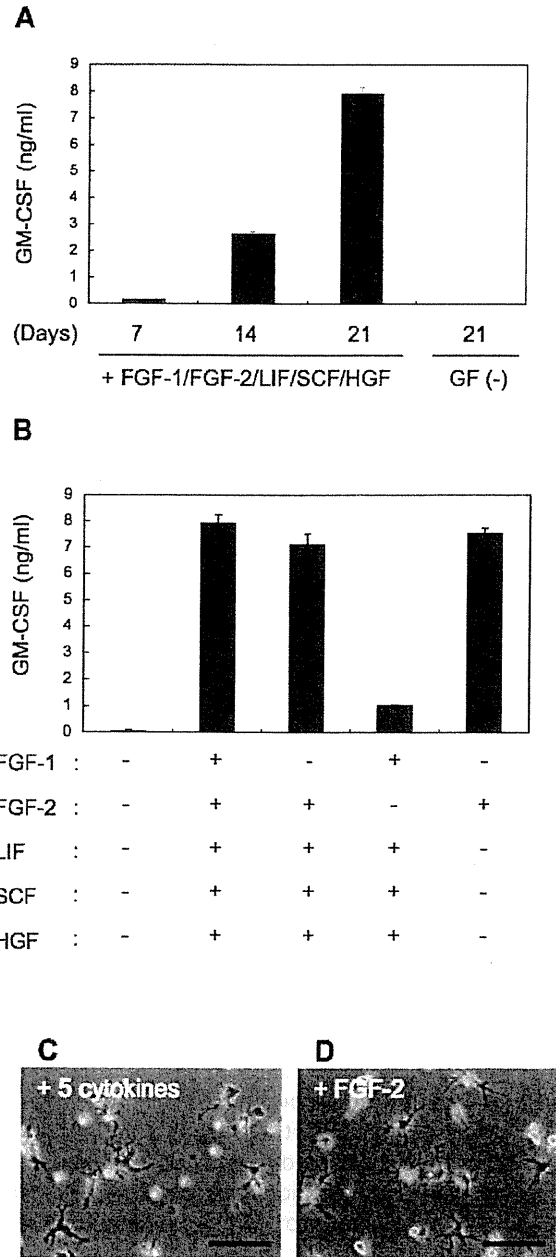 A
GM-CSF (ng/ml)
9
8
7
6
5
4
3
2
1
0
(Days) 7 14 21 21
+ FGF-1/FGF-2/LIF/SCF/HGF GF (-)
B
GM-CSF (ng/ml)
9
8
7
6
5
4
3
2
1
0
FGF-1 : - + - + -
FGF-2 : - + + - +
LIF : - + + + -
SCF : - + + + -
HGF : - + + + -
C D
+ 5 cytokines + FGF-2